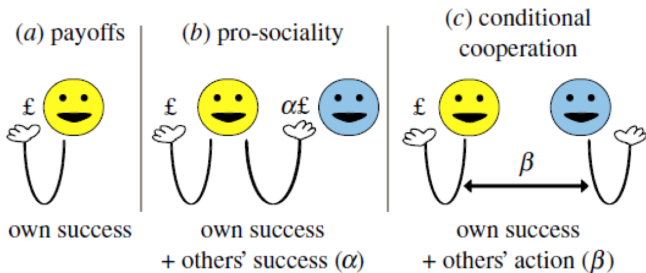 (a) payoffs
£
own success
(b) pro-sociality
£ α£
own success
+ others' success (α)
(c) conditional
cooperation
£
β
own success
+ others' action (β)